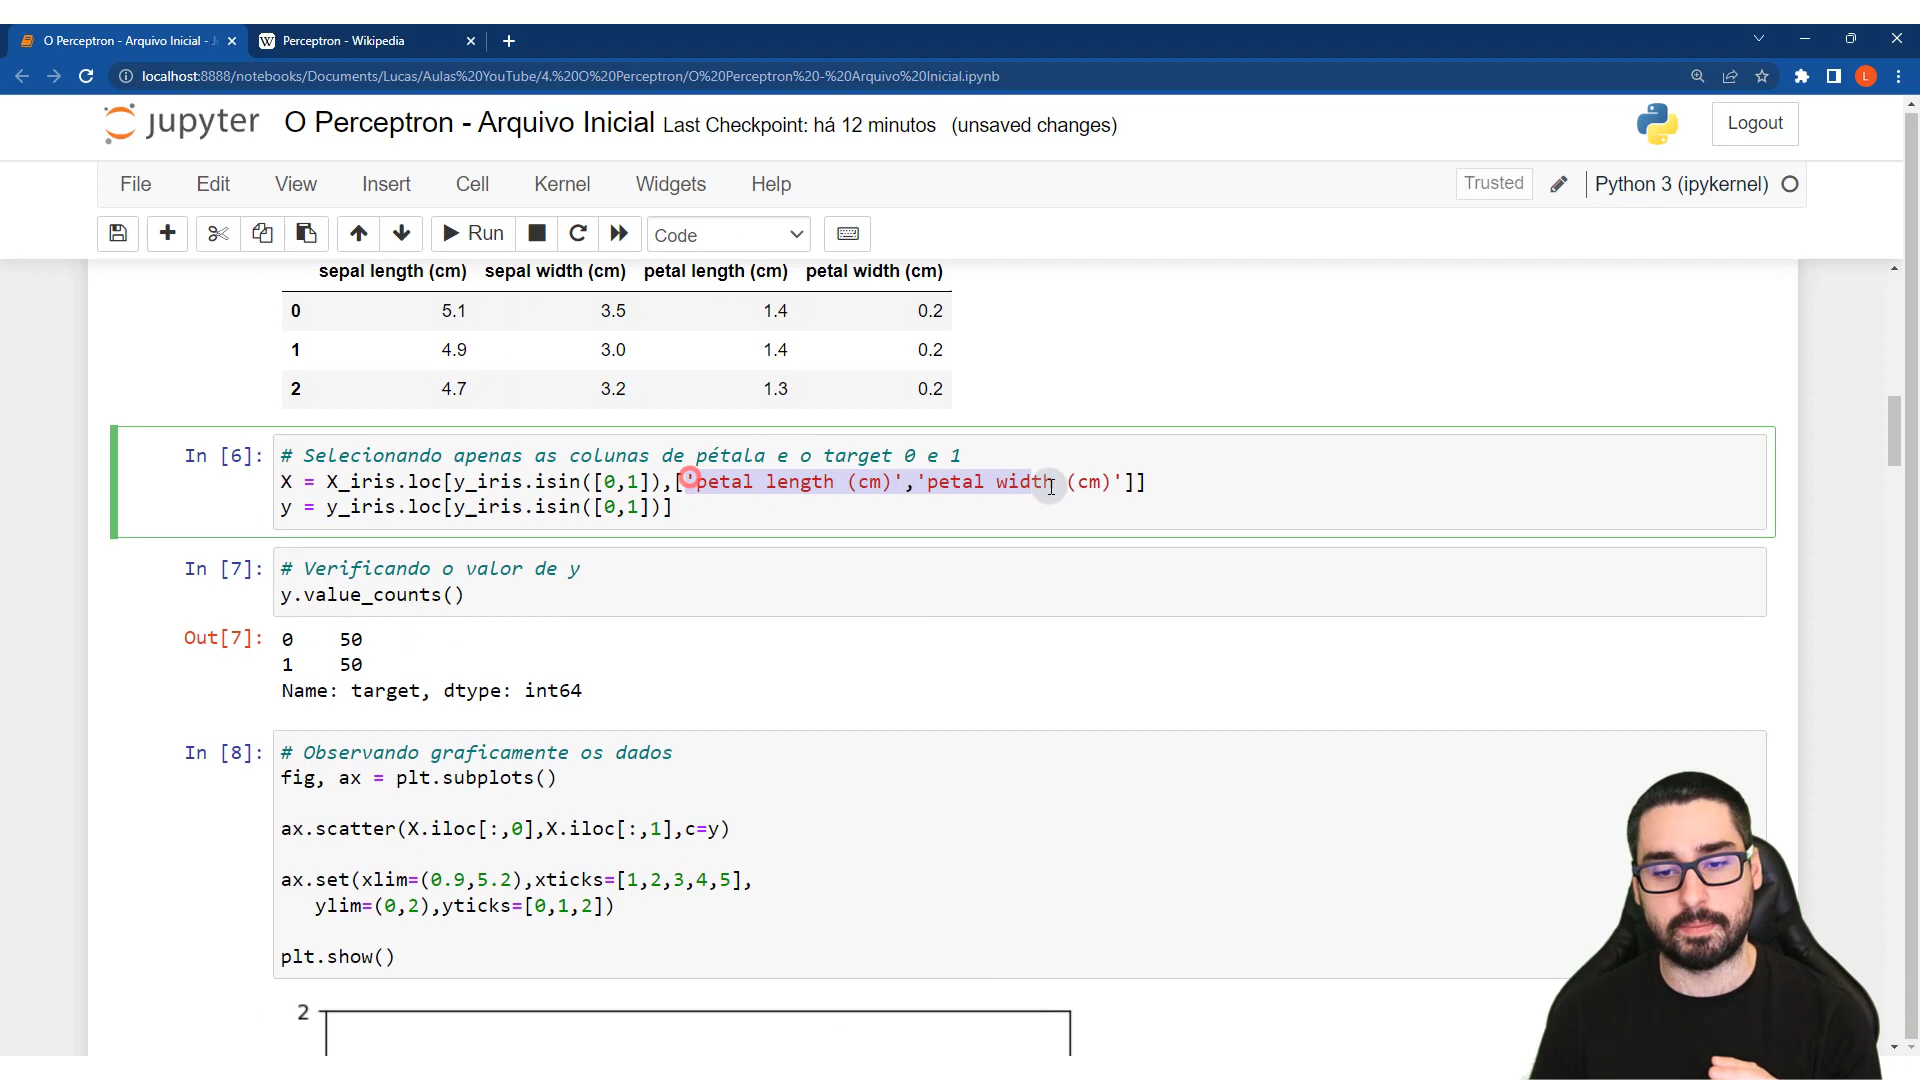 O Perceptron - Arquivo Inicial - J
Perceptron - Wikipedia
localhost:8888/notebooks/Documents/Lucas/Aulas%20YouTube/4.%20O%20Perceptron/O%20Perceptron%20-%20Arquivo%20Inicial.ipynb
L
jupyter O Perceptron - Arquivo Inicial Last Checkpoint: há 12 minutos (unsaved changes)
Logout
File Edit View Insert Cell Kernel Widgets Help
Trusted
Python 3 (ipykernel)
Run
Code
sepal length (cm) sepal width (cm) petal length (cm) petal width (cm)
0 5.1 3.5 1.4 0.2
1 4.9 3.0 1.4 0.2
2 4.7 3.2 1.3 0.2
In [6]: # Selecionando apenas as colunas de pétala e o target 0 e 1
X = X_iris.loc[y_iris.isin([0,1]),['petal length (cm)','petal width (cm)']]
y = y_iris.loc[y_iris.isin([0,1])]
In [7]: # Verificando o valor de y
y.value_counts()
Out[7]: 0 50
1 50
Name: target, dtype: int64
In [8]: # Observando graficamente os dados
fig, ax = plt.subplots()
ax.scatter(X.iloc[:,0],X.iloc[:,1],c=y)
ax.set(xlim=(0.9,5.2),xticks=[1,2,3,4,5],
ylim=(0,2),yticks=[0,1,2])
plt.show()
2